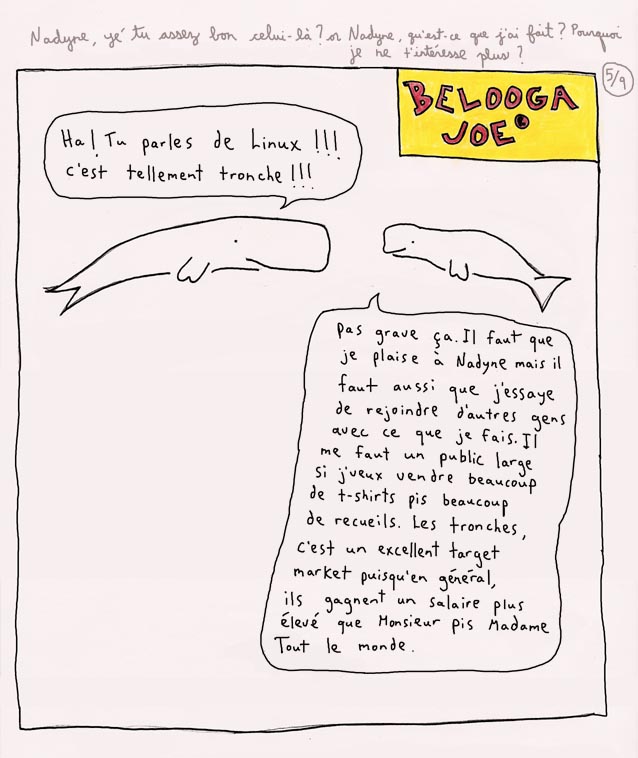 Nadyne, yé tu assez bon celui-là? or Nadyne, qu'est-ce que j'ai fait? Pourquoi
je ne t'intéresse plus?
5/9
BELOOGA
JOE
Ha! Tu parles de Linux!!!
c'est tellement tronche!!!
Pas grave ça. Il faut que
je plaise à Nadyne mais il
faut aussi que j'essaye
de rejoindre d'autres gens
avec ce que je fais. Il
me faut un public large
si j'veux vendre beaucoup
de t-shirts pis beaucoup
de recueils. Les tronches,
c'est un excellent target
market puisqu'en général,
ils gagnent un salaire plus
élevé que Monsieur pis Madame
Tout le monde.